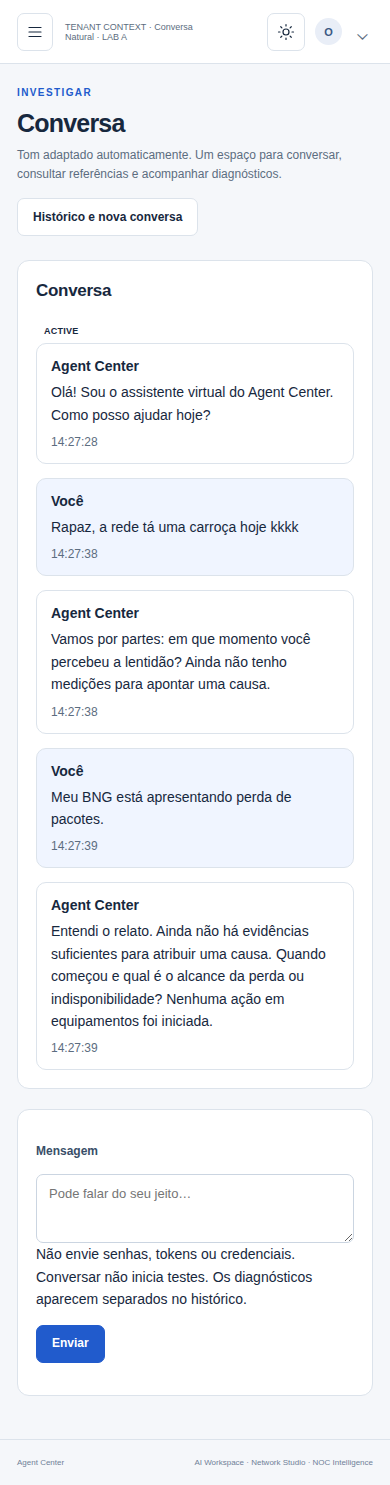 TENANT CONTEXT · Conversa
Natural · LAB A
O
INVESTIGAR
Conversa
Tom adaptado automaticamente. Um espaço para conversar,
consultar referências e acompanhar diagnósticos.
Histórico e nova conversa
Conversa
ACTIVE
Agent Center
Olá! Sou o assistente virtual do Agent Center.
Como posso ajudar hoje?
14:27:28
Você
Rapaz, a rede tá uma carroça hoje kkkk
14:27:38
Agent Center
Vamos por partes: em que momento você
percebeu a lentidão? Ainda não tenho
medições para apontar uma causa.
14:27:38
Você
Meu BNG está apresentando perda de
pacotes.
14:27:39
Agent Center
Entendi o relato. Ainda não há evidências
suficientes para atribuir uma causa. Quando
começou e qual é o alcance da perda ou
indisponibilidade? Nenhuma ação em
equipamentos foi iniciada.
14:27:39
Mensagem
Pode falar do seu jeito…
Não envie senhas, tokens ou credenciais.
Conversar não inicia testes. Os diagnósticos
aparecem separados no histórico.
Enviar
Agent Center
AI Workspace · Network Studio · NOC Intelligence